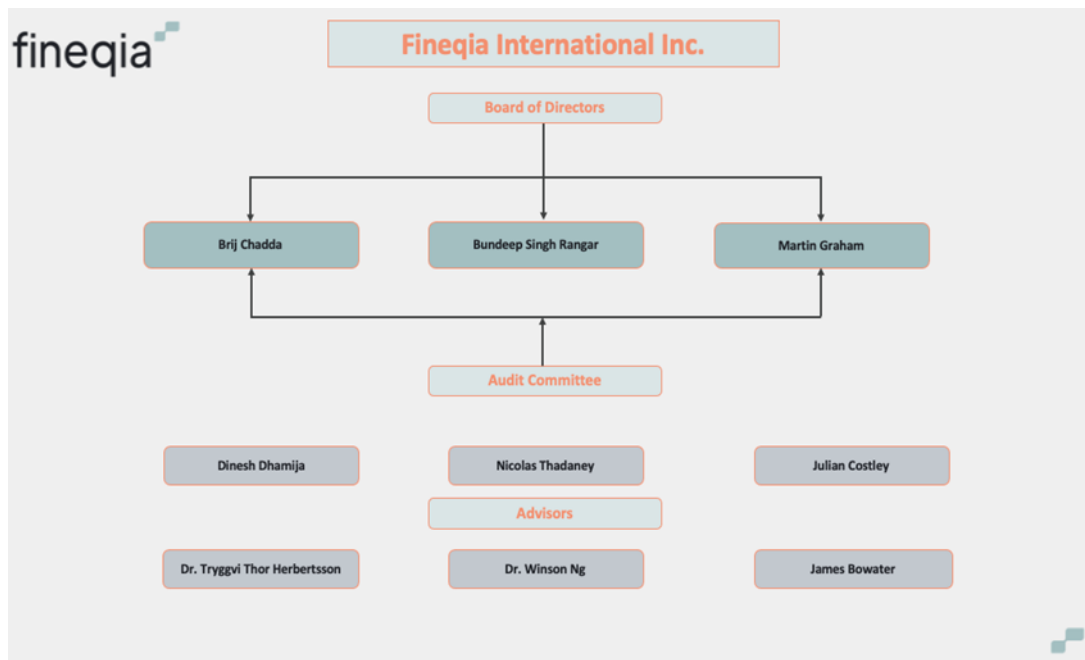 fineqia
Fineqia International Inc.
Board of Directors
Brij Chadda
Bundeep Singh Rangar
Martin Graham
Audit Committee
Dinesh Dhamija
Nicolas Thadaney
Julian Costley
Advisors
Dr. Tryggvi Thor Herbertsson
Dr. Winson Ng
James Bowater